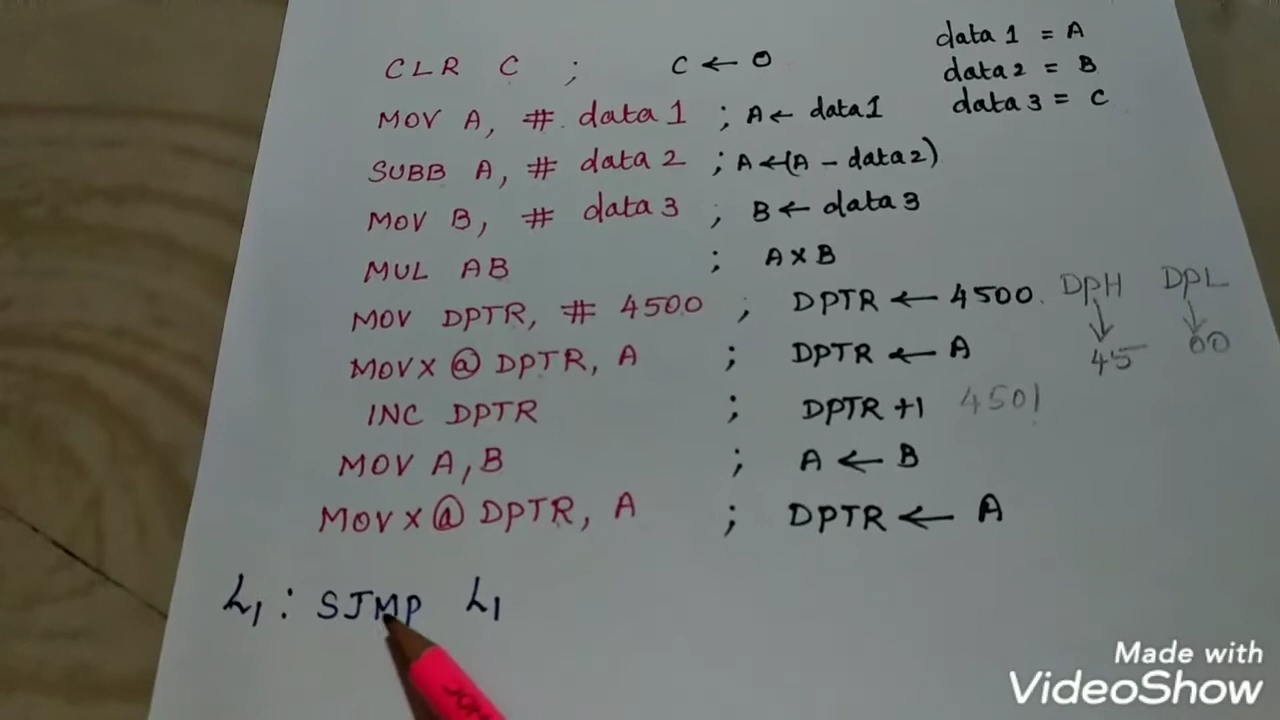 data 1 = A
data 2 = B
data 3 = C
CLR C ; C ← 0
MOV A, # data 1 ; A ← data1
SUBB A, # data 2 ; A ← (A - data2)
MOV B, # data 3 ; B ← data 3
MUL AB ; A x B
MOV DPTR, # 4500 ; DPTR ← 4500. DPH DPL
MOVX @ DPTR, A ; DPTR ← A 45 00
INC DPTR ; DPTR +1 4501
MOV A, B ; A ← B
MOVX @ DPTR, A ; DPTR ← A
L1 : SJMP L1
Made with
VideoShow